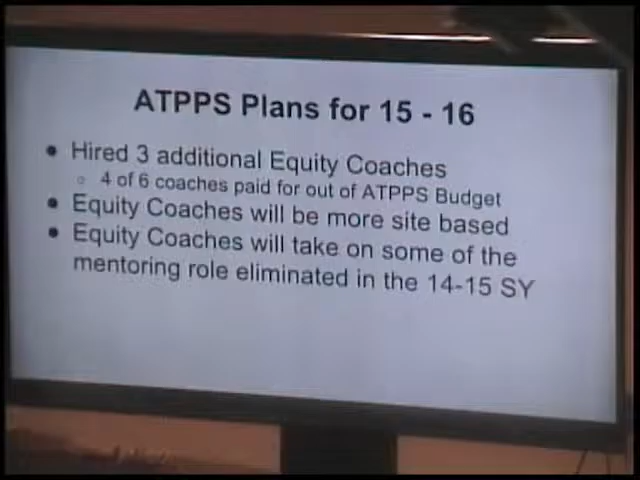 ATPPS Plans for 15 - 16
● Hired 3 additional Equity Coaches
○ 4 of 6 coaches paid for out of ATPPS Budget
● Equity Coaches will be more site based
● Equity Coaches will take on some of the
mentoring role eliminated in the 14-15 SY